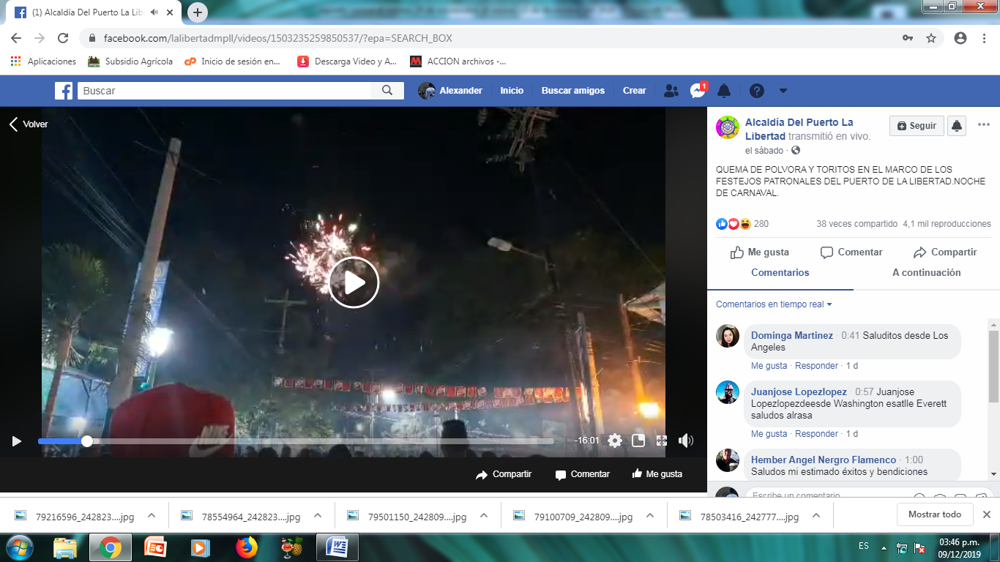 (1) Alcaldía Del Puerto La Lib
facebook.com/lalibertadmpll/videos/1503235259850537/?epa=SEARCH_BOX
Aplicaciones Subsidio Agrícola Inicio de sesión en... Descarga Video y A... ACCION archivos -...
Buscar Alexander Inicio Buscar amigos Crear 1
Volver
Alcaldía Del Puerto La
Libertad transmitió en vivo.
Seguir
el sábado ·
QUEMA DE POLVORA Y TORITOS EN EL MARCO DE LOS
FESTEJOS PATRONALES DEL PUERTO DE LA LIBERTAD.NOCHE
DE CARNAVAL.
280 38 veces compartido 4,1 mil reproducciones
Me gusta Comentar Compartir
Comentarios A continuación
Comentarios en tiempo real
Dominga Martinez · 0:41 Saluditos desde Los
Angeles
Me gusta · Responder · 1 d
Juanjose Lopezlopez · 0:57 Juanjose
Lopezlopezdeesde Washington esatlle Everett
saludos alrasa
Me gusta · Responder · 1 d
Hember Angel Nergro Flamenco · 1:00
Saludos mi estimado éxitos y bendiciones
Escribe un comentario
-16:01
Compartir Comentar Me gusta
79216596_242823....jpg 78554964_242823....jpg 79501150_242809....jpg 79100709_242809....jpg 78503416_242777....jpg Mostrar todo
ES 03:46 p.m.
09/12/2019